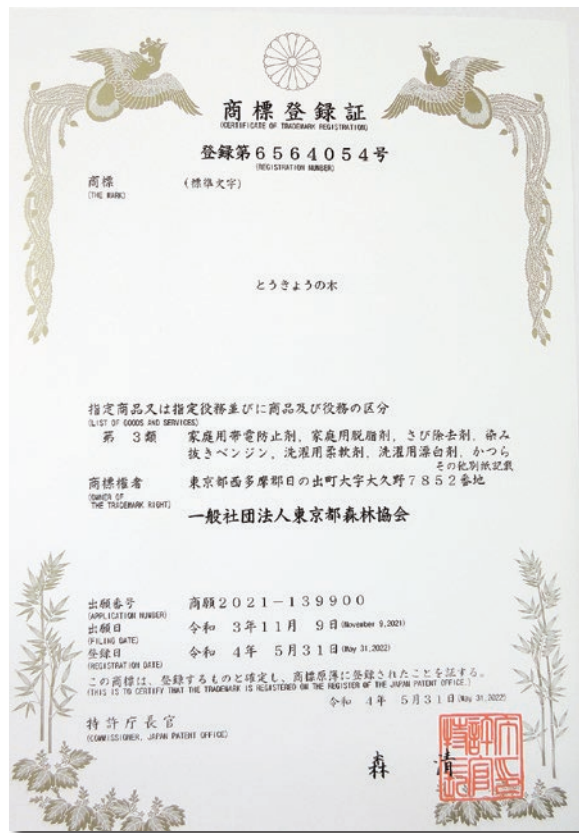 商標登録証
(CERTIFICATE OF TRADEMARK REGISTRATION)
登録第6564054号
(REGISTRATION NUMBER)
商標 (標準文字)
(THE MARK)
とうきょうの木
指定商品又は指定役務並びに商品及び役務の区分
(LIST OF GOODS AND SERVICES)
第 3類 家庭用帯電防止剤，家庭用脱脂剤，さび除去剤，染み
抜きベンジン，洗濯用柔軟剤，洗濯用漂白剤，かつら
その他別紙記載
商標権者 東京都西多摩郡日の出町大字大久野7852番地
(OWNER OF
THE TRADEMARK RIGHT)
一般社団法人東京都森林協会
出願番号 商願2021-139900
(APPLICATION NUMBER)
出願日 令和 3年11月 9日(November 9,2021)
(FILING DATE)
登録日 令和 4年 5月31日(May 31,2022)
(REGISTRATION DATE)
この商標は、登録するものと確定し、商標原簿に登録されたことを証する。
(THIS IS TO CERTIFY THAT THE TRADEMARK IS REGISTERED ON THE REGISTER OF THE JAPAN PATENT OFFICE.)
令和 4年 5月31日(May 31,2022)
特許庁長官
(COMMISSIONER, JAPAN PATENT OFFICE)
森 清